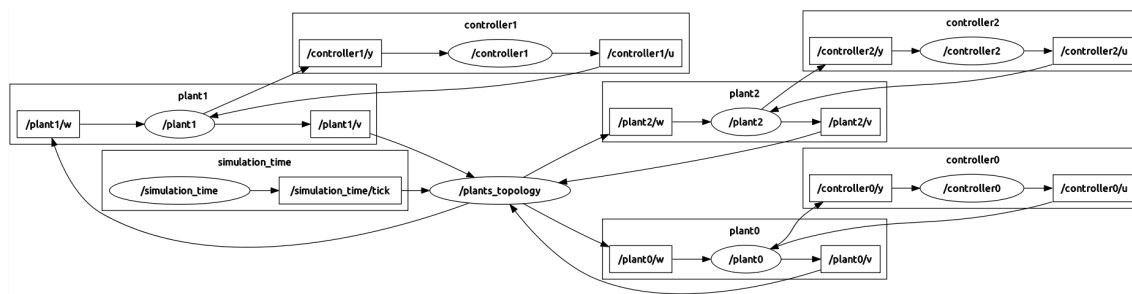 controller1
/controller1/y
/controller1
/controller1/u
controller2
/controller2/y
/controller2
/controller2/u
plant1
/plant1/w
/plant1
/plant1/v
plant2
/plant2/w
/plant2
/plant2/v
simulation_time
/simulation_time
/simulation_time/tick
/plants_topology
controller0
/controller0/y
/controller0
/controller0/u
plant0
/plant0/w
/plant0
/plant0/v